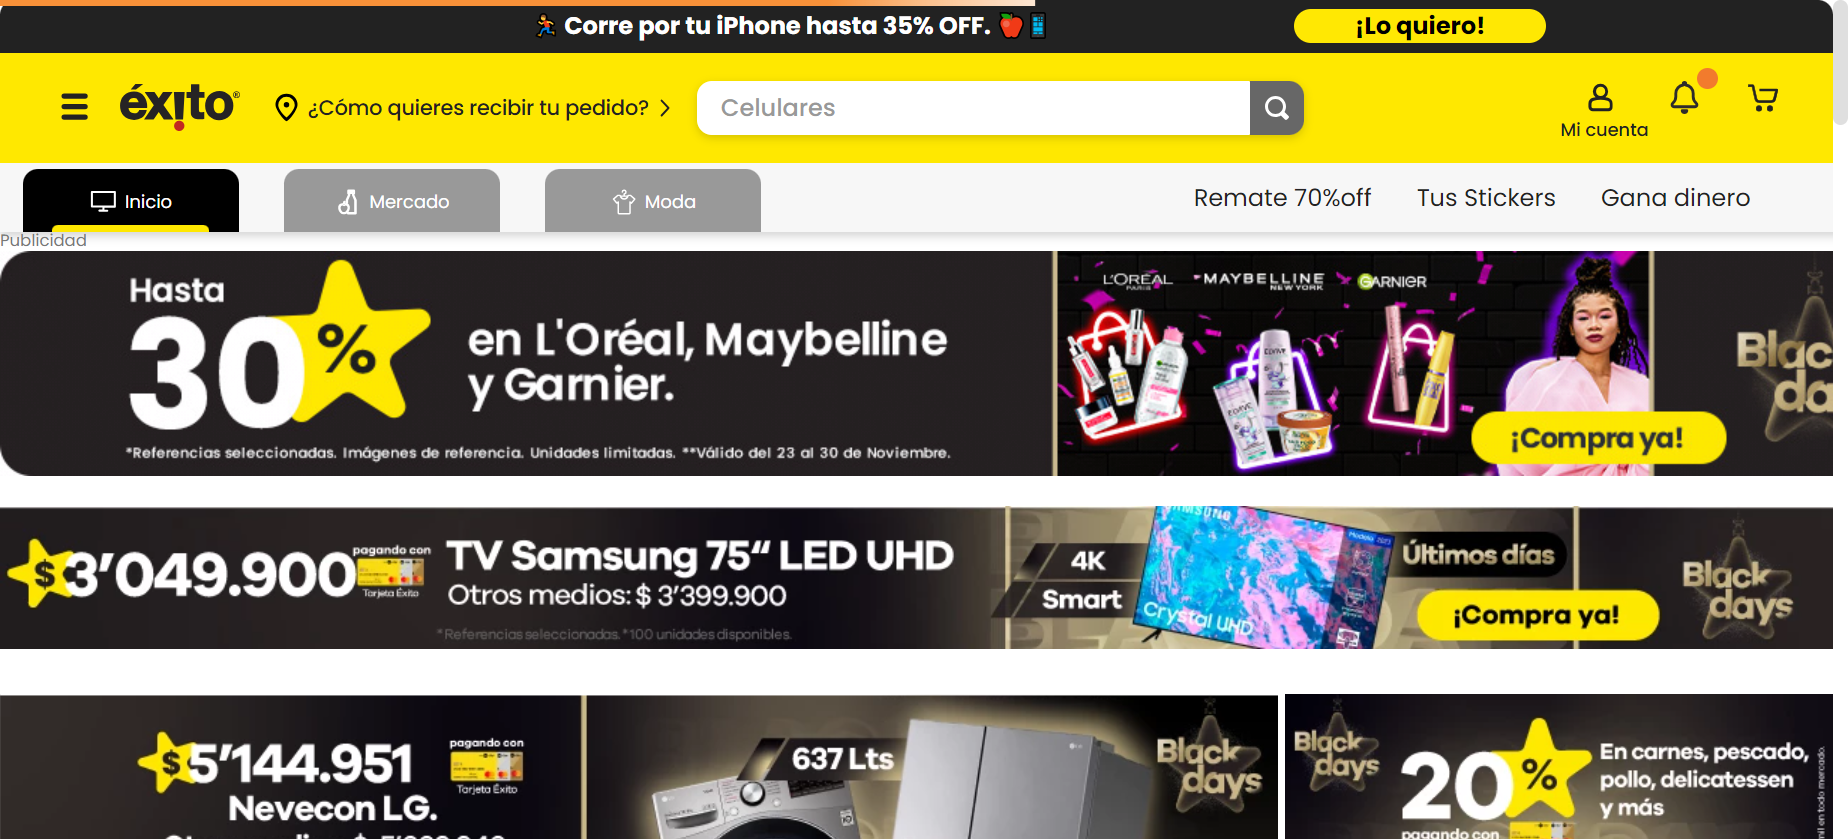 Corre por tu iPhone hasta 35% OFF.
¡Lo quiero!
éxito
¿Cómo quieres recibir tu pedido?
Celulares
Mi cuenta
Inicio
Mercado
Moda
Remate 70%off
Tus Stickers
Gana dinero
Publicidad
Hasta
30%
en L'Oréal, Maybelline
y Garnier.
*Referencias seleccionadas. Imágenes de referencia. Unidades limitadas. **Válido del 23 al 30 de Noviembre.
L'ORÉAL
PARIS
MAYBELLINE
NEW YORK
GARNIER
¡Compra ya!
Blac
da
$3'049.900
pagando con
Tarjeta Éxito
TV Samsung 75“ LED UHD
Otros medios: $ 3'399.900
*Referencias seleccionadas. *100 unidades disponibles.
4K
Smart
SAMSUNG
Crystal UHD
Modelo 2023
Últimos días
¡Compra ya!
Black
days
$5'144.951
Nevecon LG.
pagando con
Tarjeta Éxito
637 Lts
Black
days
Black
days
20%
En carnes, pescado,
pollo, delicatessen
y más
pagando con